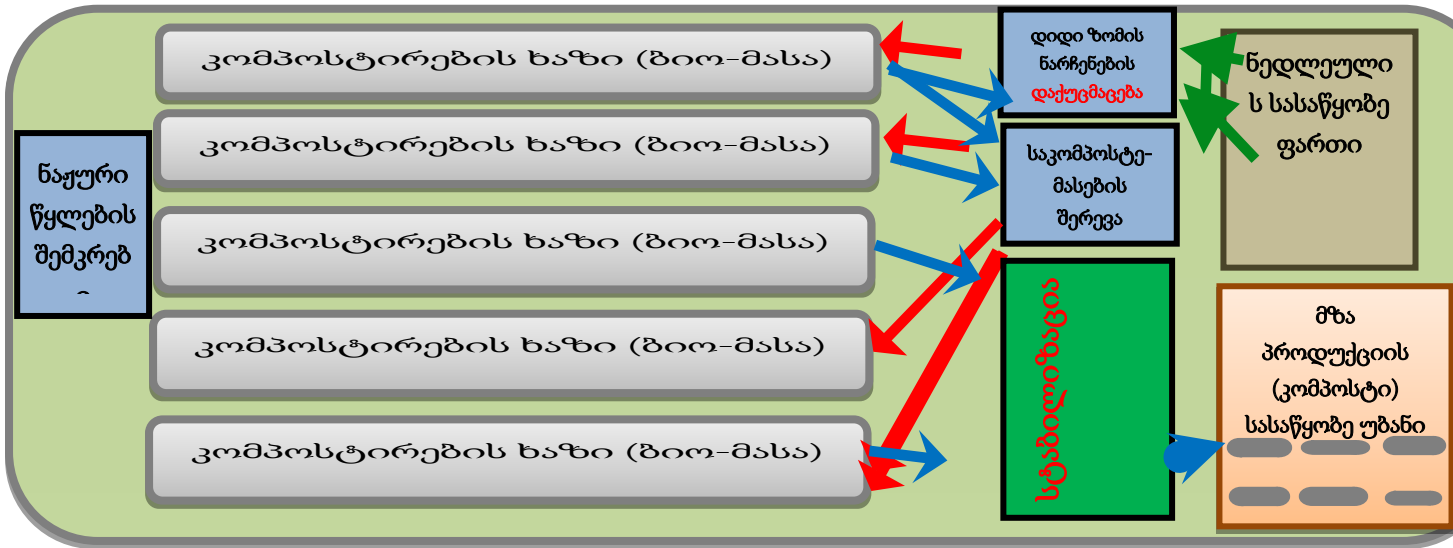 ნაჟური
წყლების
შემკრებ
კომპოსტირების ხაზი (ბიო-მასა)
კომპოსტირების ხაზი (ბიო-მასა)
კომპოსტირების ხაზი (ბიო-მასა)
კომპოსტირების ხაზი (ბიო-მასა)
კომპოსტირების ხაზი (ბიო-მასა)
დიდი ზომის
ნარჩენების
დაქუცმაცება
საკომპოსტე-
მასების
შერევა
სტაბილიზაცია
ნედლეული
ს სასაწყობე
ფართი
მზა
პროდუქციის
(კომპოსტი)
სასაწყობე უბანი